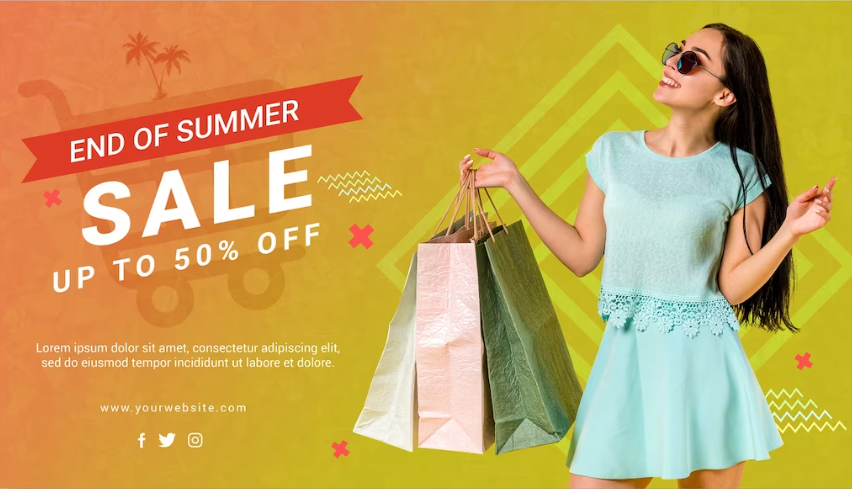 END OF SUMMER
SALE
UP TO 50% OFF
Lorem ipsum dolor sit amet, consectetur adipiscing elit,
sed do eiusmod tempor incididunt ut labore et dolore.
www.yourwebsite.com